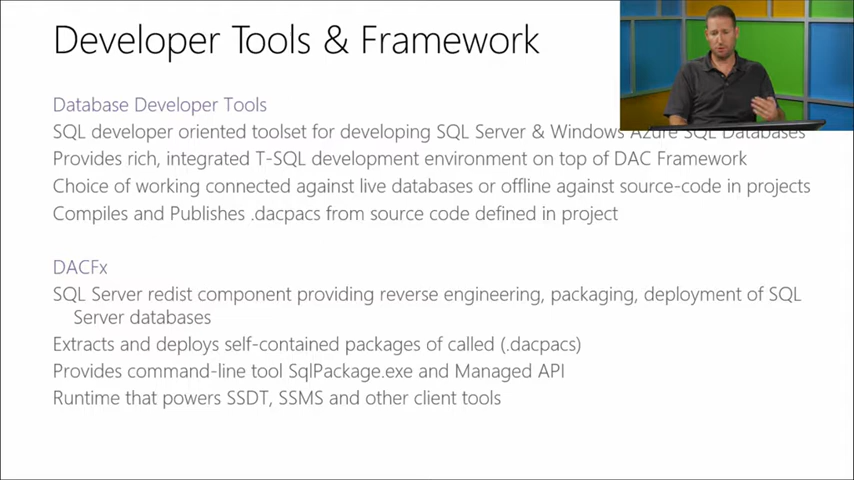 Developer Tools & Framework
Database Developer Tools
SQL developer oriented toolset for developing SQL Server & Windows Azure SQL Databases
Provides rich, integrated T-SQL development environment on top of DAC Framework
Choice of working connected against live databases or offline against source-code in projects
Compiles and Publishes .dacpacs from source code defined in project
DACFx
SQL Server redist component providing reverse engineering, packaging, deployment of SQL
Server databases
Extracts and deploys self-contained packages of called (.dacpacs)
Provides command-line tool SqlPackage.exe and Managed API
Runtime that powers SSDT, SSMS and other client tools